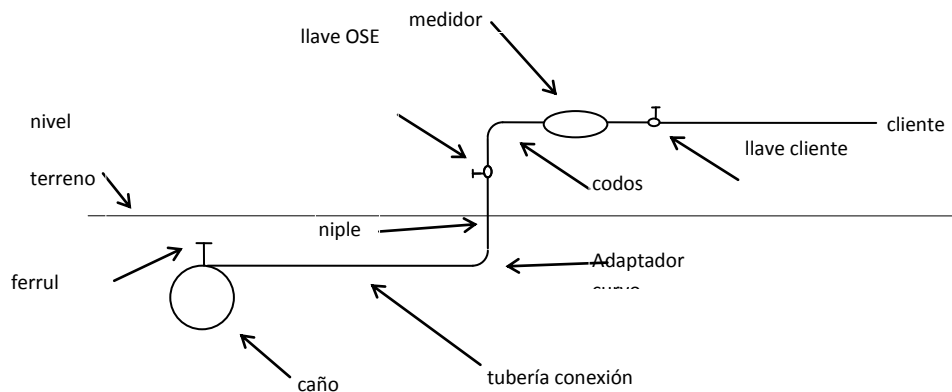 medidor
llave OSE
nivel
terreno
cliente
llave cliente
codos
niple
Adaptador
ferrul
tubería conexión
caño